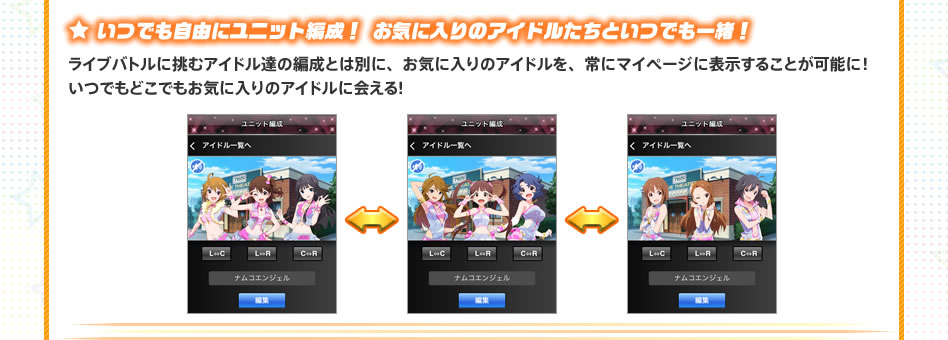 ★ いつでも自由にユニット編成！ お気に入りのアイドルたちといつでも一緒！
ライブバトルに挑むアイドル達の編成とは別に、お気に入りのアイドルを、常にマイページに表示することが可能に！
いつでもどこでもお気に入りのアイドルに会える！
ユニット編成
アイドル一覧へ
L⇔C L⇔R C⇔R
ナムコエンジェル
編集
ユニット編成
アイドル一覧へ
L⇔C L⇔R C⇔R
ナムコエンジェル
編集
ユニット編成
アイドル一覧へ
L⇔C L⇔R C⇔R
ナムコエンジェル
編集